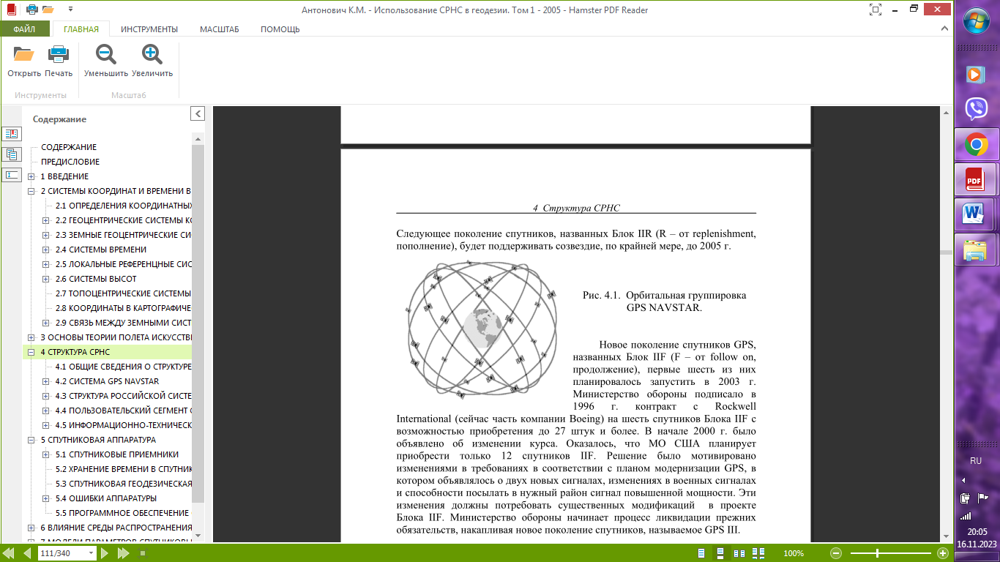 Антонович К.М. - Использование СРНС в геодезии. Том 1 - 2005 - Hamster PDF Reader
ФАЙЛ
ГЛАВНАЯ
ИНСТРУМЕНТЫ
МАСШТАБ
ПОМОЩЬ
Открыть
Печать
Уменьшить
Увеличить
Инструменты
Масштаб
Содержание
СОДЕРЖАНИЕ
ПРЕДИСЛОВИЕ
1 ВВЕДЕНИЕ
2 СИСТЕМЫ КООРДИНАТ И ВРЕМЕНИ В
2.1 ОПРЕДЕЛЕНИЯ КООРДИНАТНЫХ
2.2 ГЕОЦЕНТРИЧЕСКИЕ СИСТЕМЫ КО
2.3 ЗЕМНЫЕ ГЕОЦЕНТРИЧЕСКИЕ СИ
2.4 СИСТЕМЫ ВРЕМЕНИ
2.5 ЛОКАЛЬНЫЕ РЕФЕРЕНЦНЫЕ СИС
2.6 СИСТЕМЫ ВЫСОТ
2.7 ТОПОЦЕНТРИЧЕСКИЕ СИСТЕМЫ
2.8 КООРДИНАТЫ В КАРТОГРАФИЧЕ
2.9 СВЯЗЬ МЕЖДУ ЗЕМНЫМИ СИСТ
3 ОСНОВЫ ТЕОРИИ ПОЛЕТА ИСКУССТВЕ
4 СТРУКТУРА СРНС
4.1 ОБЩИЕ СВЕДЕНИЯ О СТРУКТУРЕ
4.2 СИСТЕМА GPS NAVSTAR
4.3 СТРУКТУРА РОССИЙСКОЙ СИСТЕ
4.4 ПОЛЬЗОВАТЕЛЬСКИЙ СЕГМЕНТ С
4.5 ИНФОРМАЦИОННО-ТЕХНИЧЕСК
5 СПУТНИКОВАЯ АППАРАТУРА
5.1 СПУТНИКОВЫЕ ПРИЕМНИКИ
5.2 ХРАНЕНИЕ ВРЕМЕНИ В СПУТНИК
5.3 СПУТНИКОВАЯ ГЕОДЕЗИЧЕСКАЯ
5.4 ОШИБКИ АППАРАТУРЫ
5.5 ПРОГРАММНОЕ ОБЕСПЕЧЕНИЕ
6 ВЛИЯНИЕ СРЕДЫ РАСПРОСТРАНЕНИЯ
4 Структура СРНС
Следующее поколение спутников, названных Блок IIR (R – от replenishment,
пополнение), будет поддерживать созвездие, по крайней мере, до 2005 г.
Рис. 4.1. Орбитальная группировка
GPS NAVSTAR.
Новое поколение спутников GPS,
названных Блок IIF (F – от follow on,
продолжение), первые шесть из них
планировалось запустить в 2003 г.
Министерство обороны подписало в
1996 г. контракт с Rockwell
International (сейчас часть компании Boeing) на шесть спутников Блока IIF с
возможностью приобретения до 27 штук и более. В начале 2000 г. было
объявлено об изменении курса. Оказалось, что МО США планирует
приобрести только 12 спутников IIF. Решение было мотивировано
изменениями в требованиях в соответствии с планом модернизации GPS, в
котором объявлялось о двух новых сигналах, изменениях в военных сигналах
и способности посылать в нужный район сигнал повышенной мощности. Эти
изменения должны потребовать существенных модификаций в проекте
Блока IIF. Министерство обороны начинает процесс ликвидации прежних
обязательств, накапливая новое поколение спутников, называемое GPS III.
111/340
100%
PDF
RU
20:05
16.11.2023